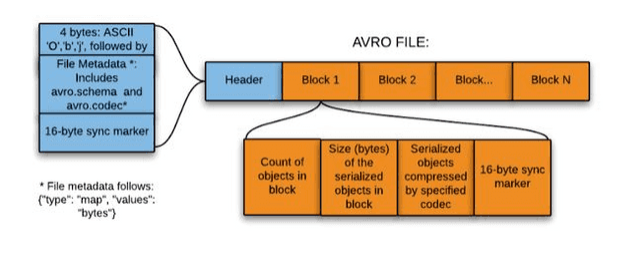 AVRO FILE:
4 bytes: ASCII
'O','b','j', followed by
File Metadata *:
Includes
avro.schema and
avro.codec*
16-byte sync marker
* File metadata follows:
{"type": "map", "values":
"bytes"}
Header
Block 1
Block 2
Block...
Block N
Count of
objects in
block
Size (bytes)
of the
serialized
objects in
block
Serialized
objects
compressed
by specified
codec
16-byte sync
marker